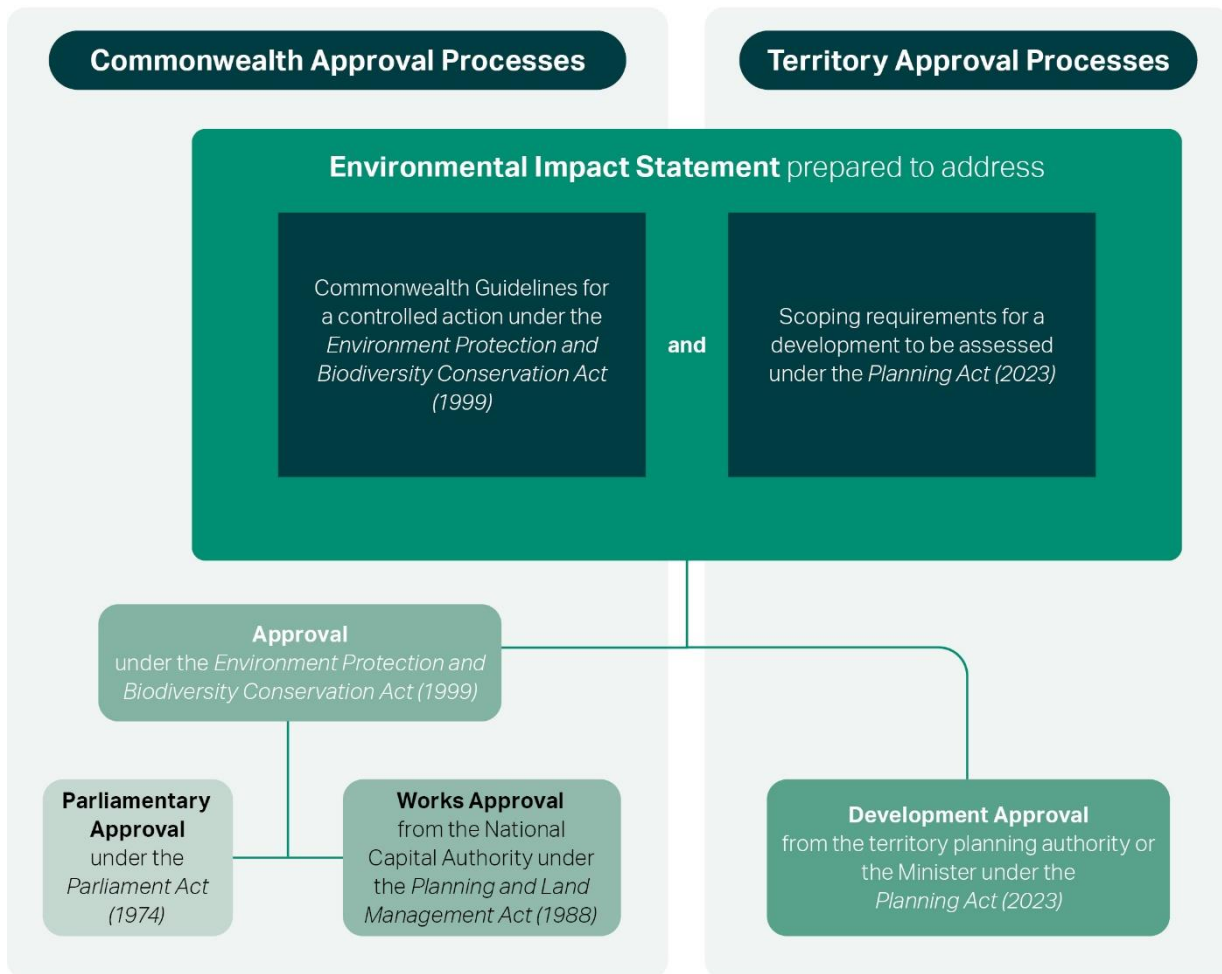 Commonwealth Approval Processes
Territory Approval Processes
Environmental Impact Statement prepared to address
Commonwealth Guidelines for
a controlled action under the
Environment Protection and
Biodiversity Conservation Act
(1999)
and
Scoping requirements for a
development to be assessed
under the Planning Act (2023)
Approval
under the Environment Protection and
Biodiversity Conservation Act (1999)
Parliamentary
Approval
under the
Parliament Act
(1974)
Works Approval
from the National
Capital Authority under
the Planning and Land
Management Act (1988)
Development Approval
from the territory planning authority or
the Minister under the
Planning Act (2023)